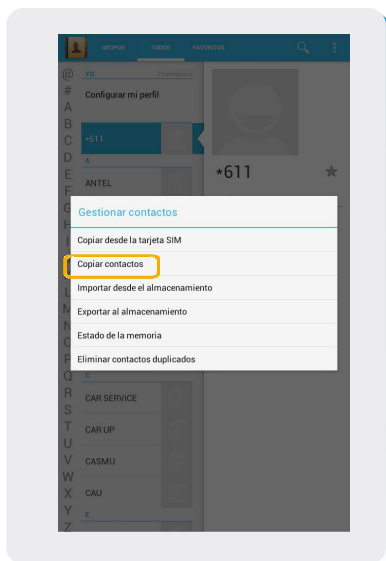 GRUPOS TODOS FAVORITOS
@
#
A
B
C
D
E
F
G
H
I
L
M
N
O
P
Q
R
S
T
U
V
W
X
Y
Z
YO
Configurar mi perfil
*611
A
ANTEL
*611
Gestionar contactos
Copiar desde la tarjeta SIM
Copiar contactos
Importar desde el almacenamiento
Exportar al almacenamiento
Estado de la memoria
Eliminar contactos duplicados
C
CAR SERVICE
CAR UP
CASMU
CAU
E